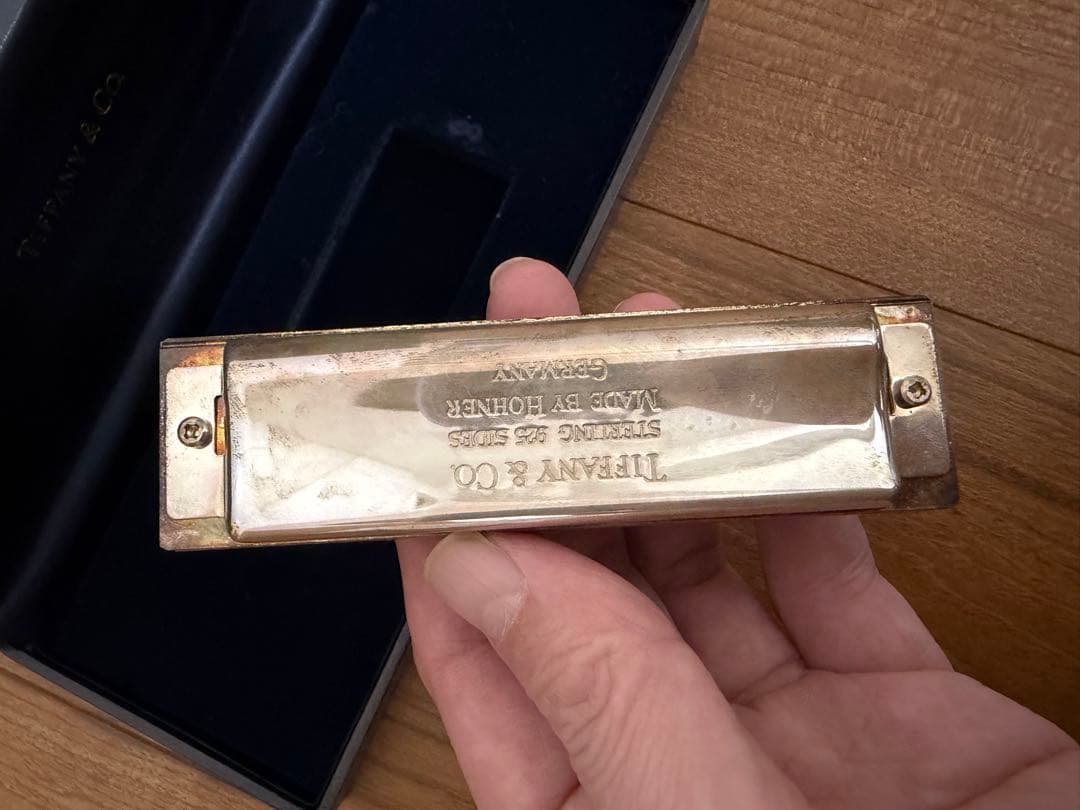 TIFFANY & CO.
STERLING 925 SIDES
MADE BY HOHNER
GERMANY
TIFFANY & CO